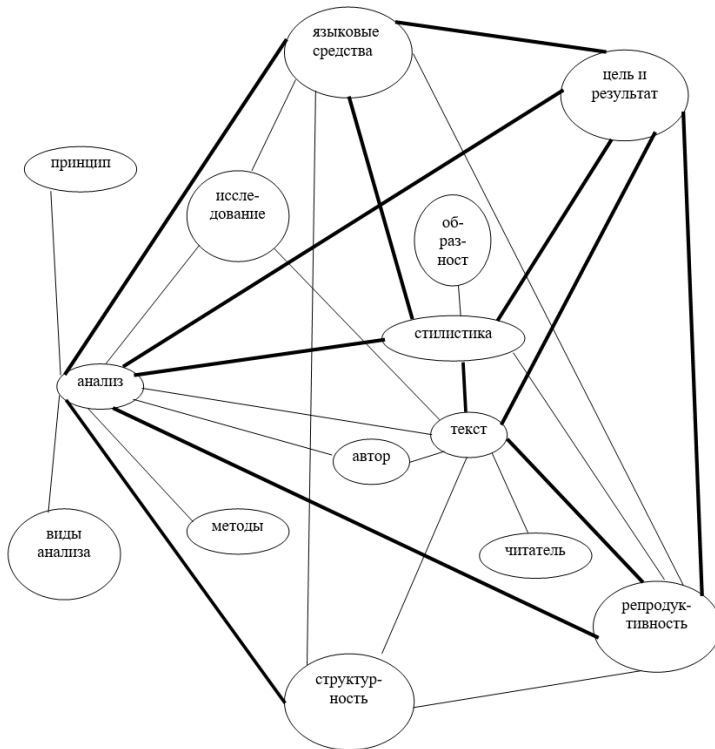 языковые
средства
цель и
результат
принцип
иссле-
дование
об-
раз-
ност
стилистика
анализ
текст
автор
виды
анализа
методы
читатель
репродук-
тивность
структур-
ность